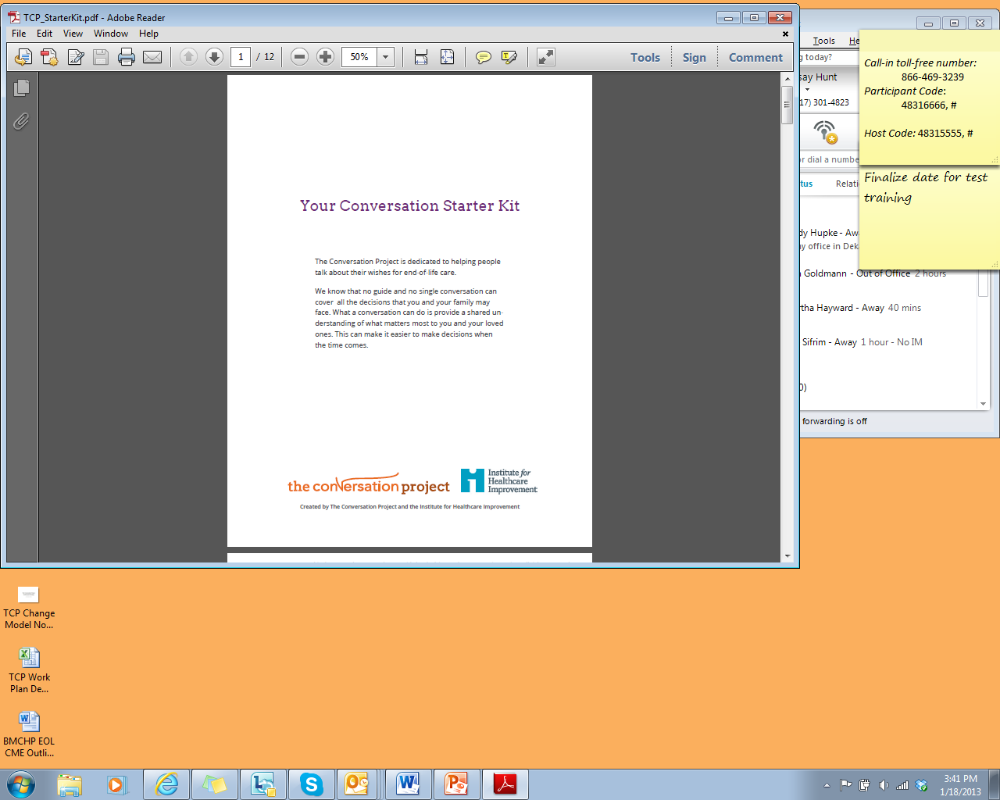 TCP_StarterKit.pdf - Adobe Reader
File Edit View Window Help
1 / 12
50%
Tools Sign Comment
Your Conversation Starter Kit
The Conversation Project is dedicated to helping people
talk about their wishes for end-of-life care.
We know that no guide and no single conversation can
cover all the decisions that you and your family may
face. What a conversation can do is provide a shared un-
derstanding of what matters most to you and your loved
ones. This can make it easier to make decisions when
the time comes.
the conversation project
Institute for
Healthcare
Improvement
Created by The Conversation Project and the Institute for Healthcare Improvement
Tools He
g today?
say Hunt
17) 301-4823
or dial a numbe
tus Relati
dy Hupke - Aw
y office in Dek
Goldmann - Out of Office 2 hours
rtha Hayward - Away 40 mins
Sifrim - Away 1 hour - No IM
0)
forwarding is off
Call-in toll-free number:
866-469-3239
Participant Code:
48316666, #
Host Code: 48315555, #
Finalize date for test
training
TCP Change
Model No...
TCP Work
Plan De...
BMCHP EOL
CME Outli...
3:41 PM
1/18/2013